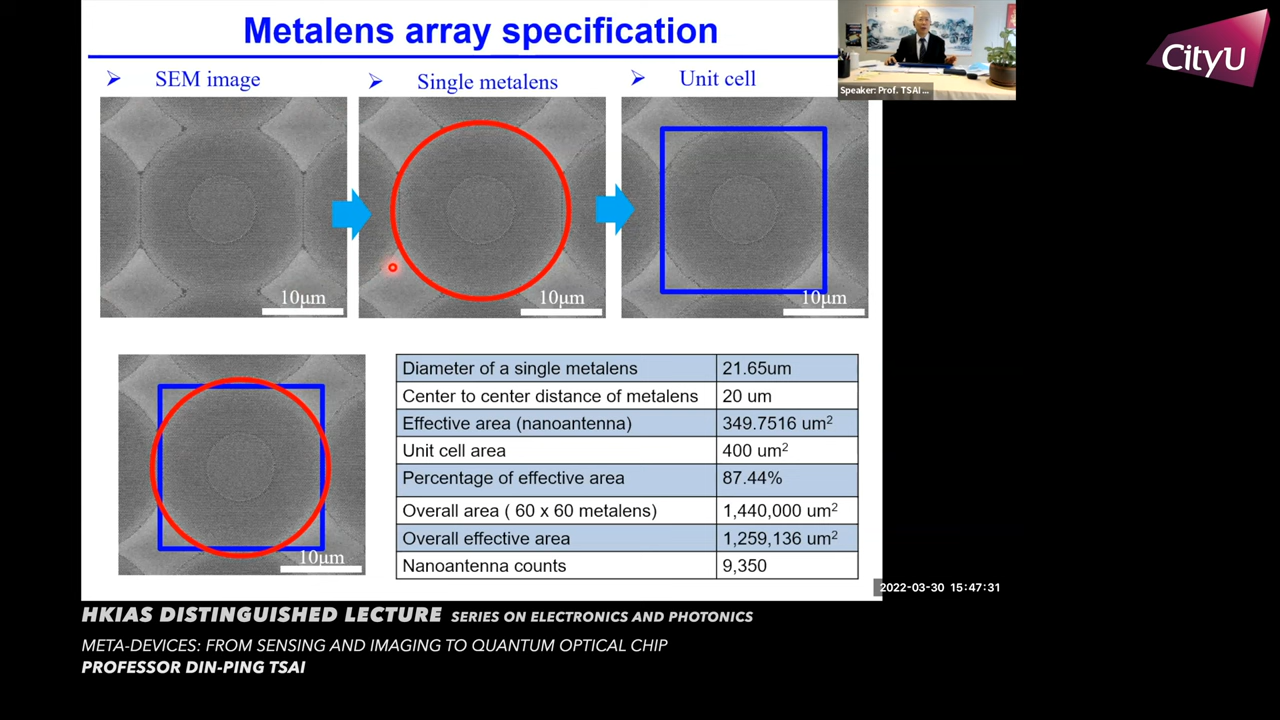 Metalens array specification
CityU
Speaker: Prof. TSAI ...
➢ SEM image
➢ Single metalens
➢ Unit cell
10μm
10μm
10μm
10μm
Diameter of a single metalens 21.65um
Center to center distance of metalens 20 um
Effective area (nanoantenna) 349.7516 um²
Unit cell area 400 um²
Percentage of effective area 87.44%
Overall area ( 60 x 60 metalens) 1,440,000 um²
Overall effective area 1,259,136 um²
Nanoantenna counts 9,350
2022-03-30 15:47:31
HKIAS DISTINGUISHED LECTURE SERIES ON ELECTRONICS AND PHOTONICS
META-DEVICES: FROM SENSING AND IMAGING TO QUANTUM OPTICAL CHIP
PROFESSOR DIN-PING TSAI